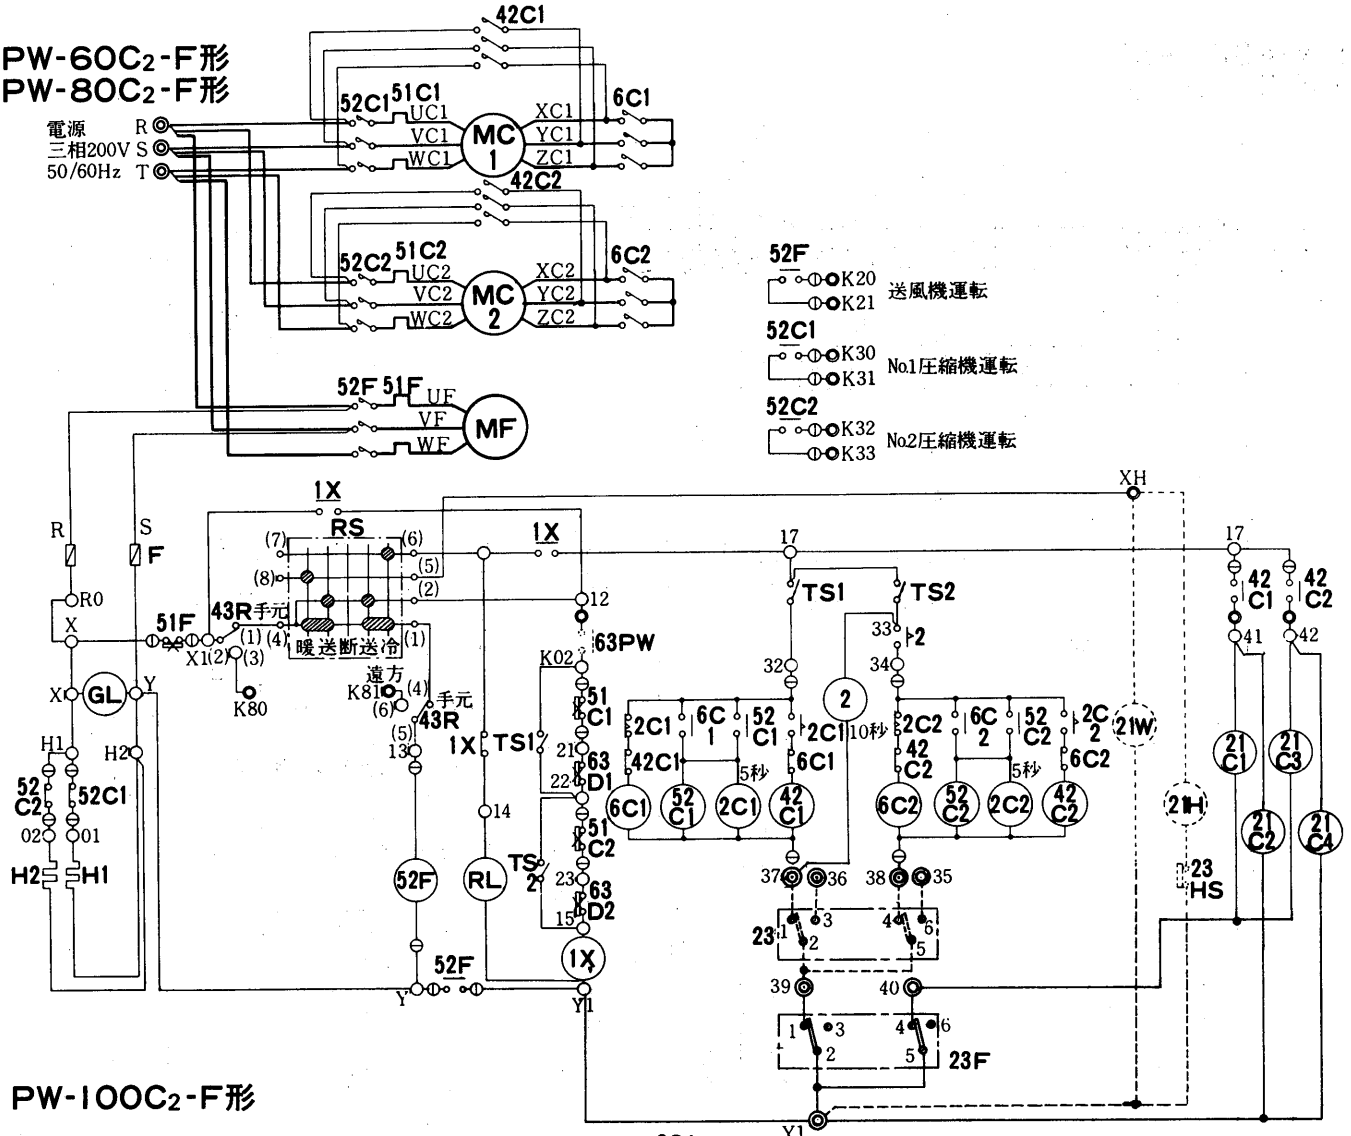 42C1
PW-60C2-F形
PW-80C2-F形
電源
三相200V
50/60Hz
R
S
T
52C1 51C1
UC1
VC1
WC1
MC
1
XC1
YC1
ZC1
6C1
42C2
52C2 51C2
UC2
VC2
WC2
MC
2
XC2
YC2
ZC2
6C2
52F
K20
K21
送風機運転
52C1
K30
K31
No.1圧縮機運転
52C2
K32
K33
No.2圧縮機運転
52F 51F
UF
VF
WF
MF
XH
R
S
F
1X
RS
(7)
(6)
(5)
(8)
(2)
(4)
(1)
暖送断送冷
1X
17
17
TS1
TS2
42
C1
42
C2
R0
X
51F
43R手元
(1)
X1
(2)
(3)
K80
遠方
K81
(4)
(6)
手元
43R
(5)
13
12
63PW
K02
51
C1
21
63
D1
22
51
C2
23
63
D2
15
1X
TS1
TS
2
33
2
32
34
2
10秒
41
42
X
GL
Y
H1
H2
52
C2
52C1
02
01
H2
H1
1X
14
RL
52F
52F
Y
Y1
2C1
42C1
6C
1
52
C1
2C1
6C1
5秒
6C1
52
C1
2C1
42
C1
2C2
42
C2
6C
2
52
C2
2C
2
6C2
5秒
6C2
52
C2
2C2
42
C2
21W
21H
23
HS
21
C1
21
C3
21
C2
21
C4
37
36
38
35
23
1
3
2
4
6
5
39
40
1
3
2
4
6
5
23F
Y1
PW-100C2-F形